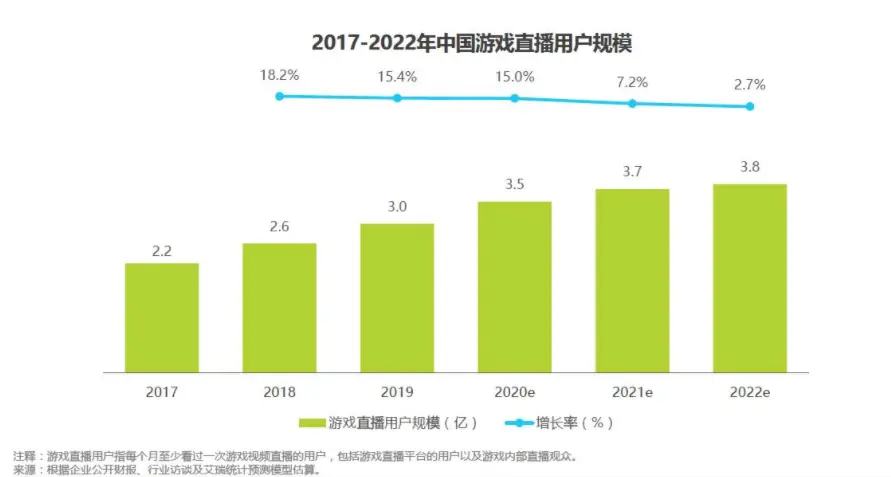 2017-2022年中国游戏直播用户规模
18.2% 15.4% 15.0% 7.2% 2.7%
2.2 2.6 3.0 3.5 3.7 3.8
2017 2018 2019 2020e 2021e 2022e
游戏直播用户规模（亿） 增长率（%）
注释：游戏直播用户指每个月至少看过一次游戏视频直播的用户，包括游戏直播平台的用户以及游戏内部直播观众。
来源：根据企业公开财报、行业访谈及艾瑞统计预测模型估算。